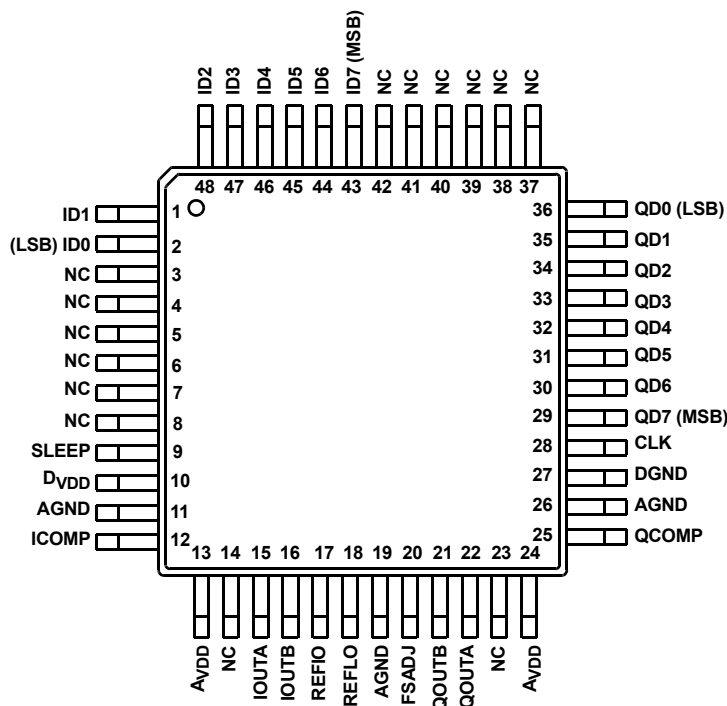 ID2 ID3 ID4 ID5 ID6 ID7 (MSB) NC NC NC NC NC NC
48 47 46 45 44 43 42 41 40 39 38 37
ID1 1 36 QD0 (LSB)
(LSB) ID0 2 35 QD1
NC 3 34 QD2
NC 4 33 QD3
NC 5 32 QD4
NC 6 31 QD5
NC 7 30 QD6
NC 8 29 QD7 (MSB)
SLEEP 9 28 CLK
DVDD 10 27 DGND
AGND 11 26 AGND
ICOMP 12 25 QCOMP
13 14 15 16 17 18 19 20 21 22 23 24
AVDD NC IOUTA IOUTB REFIO REFLO AGND FSADJ QOUTB QOUTA NC AVDD